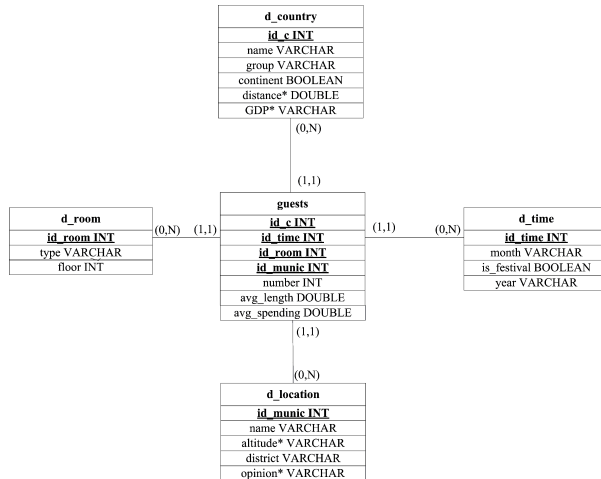 d_country
id_c INT
name VARCHAR
group VARCHAR
continent BOOLEAN
distance* DOUBLE
GDP* VARCHAR
(0,N)
(1,1)
guests
id_c INT
id_time INT
id_room INT
id_munic INT
number INT
avg_length DOUBLE
avg_spending DOUBLE
d_room
id_room INT
type VARCHAR
floor INT
(0,N)
(1,1)
(1,1)
(0,N)
d_time
id_time INT
month VARCHAR
is_festival BOOLEAN
year VARCHAR
(1,1)
(0,N)
d_location
id_munic INT
name VARCHAR
altitude* VARCHAR
district VARCHAR
opinion* VARCHAR